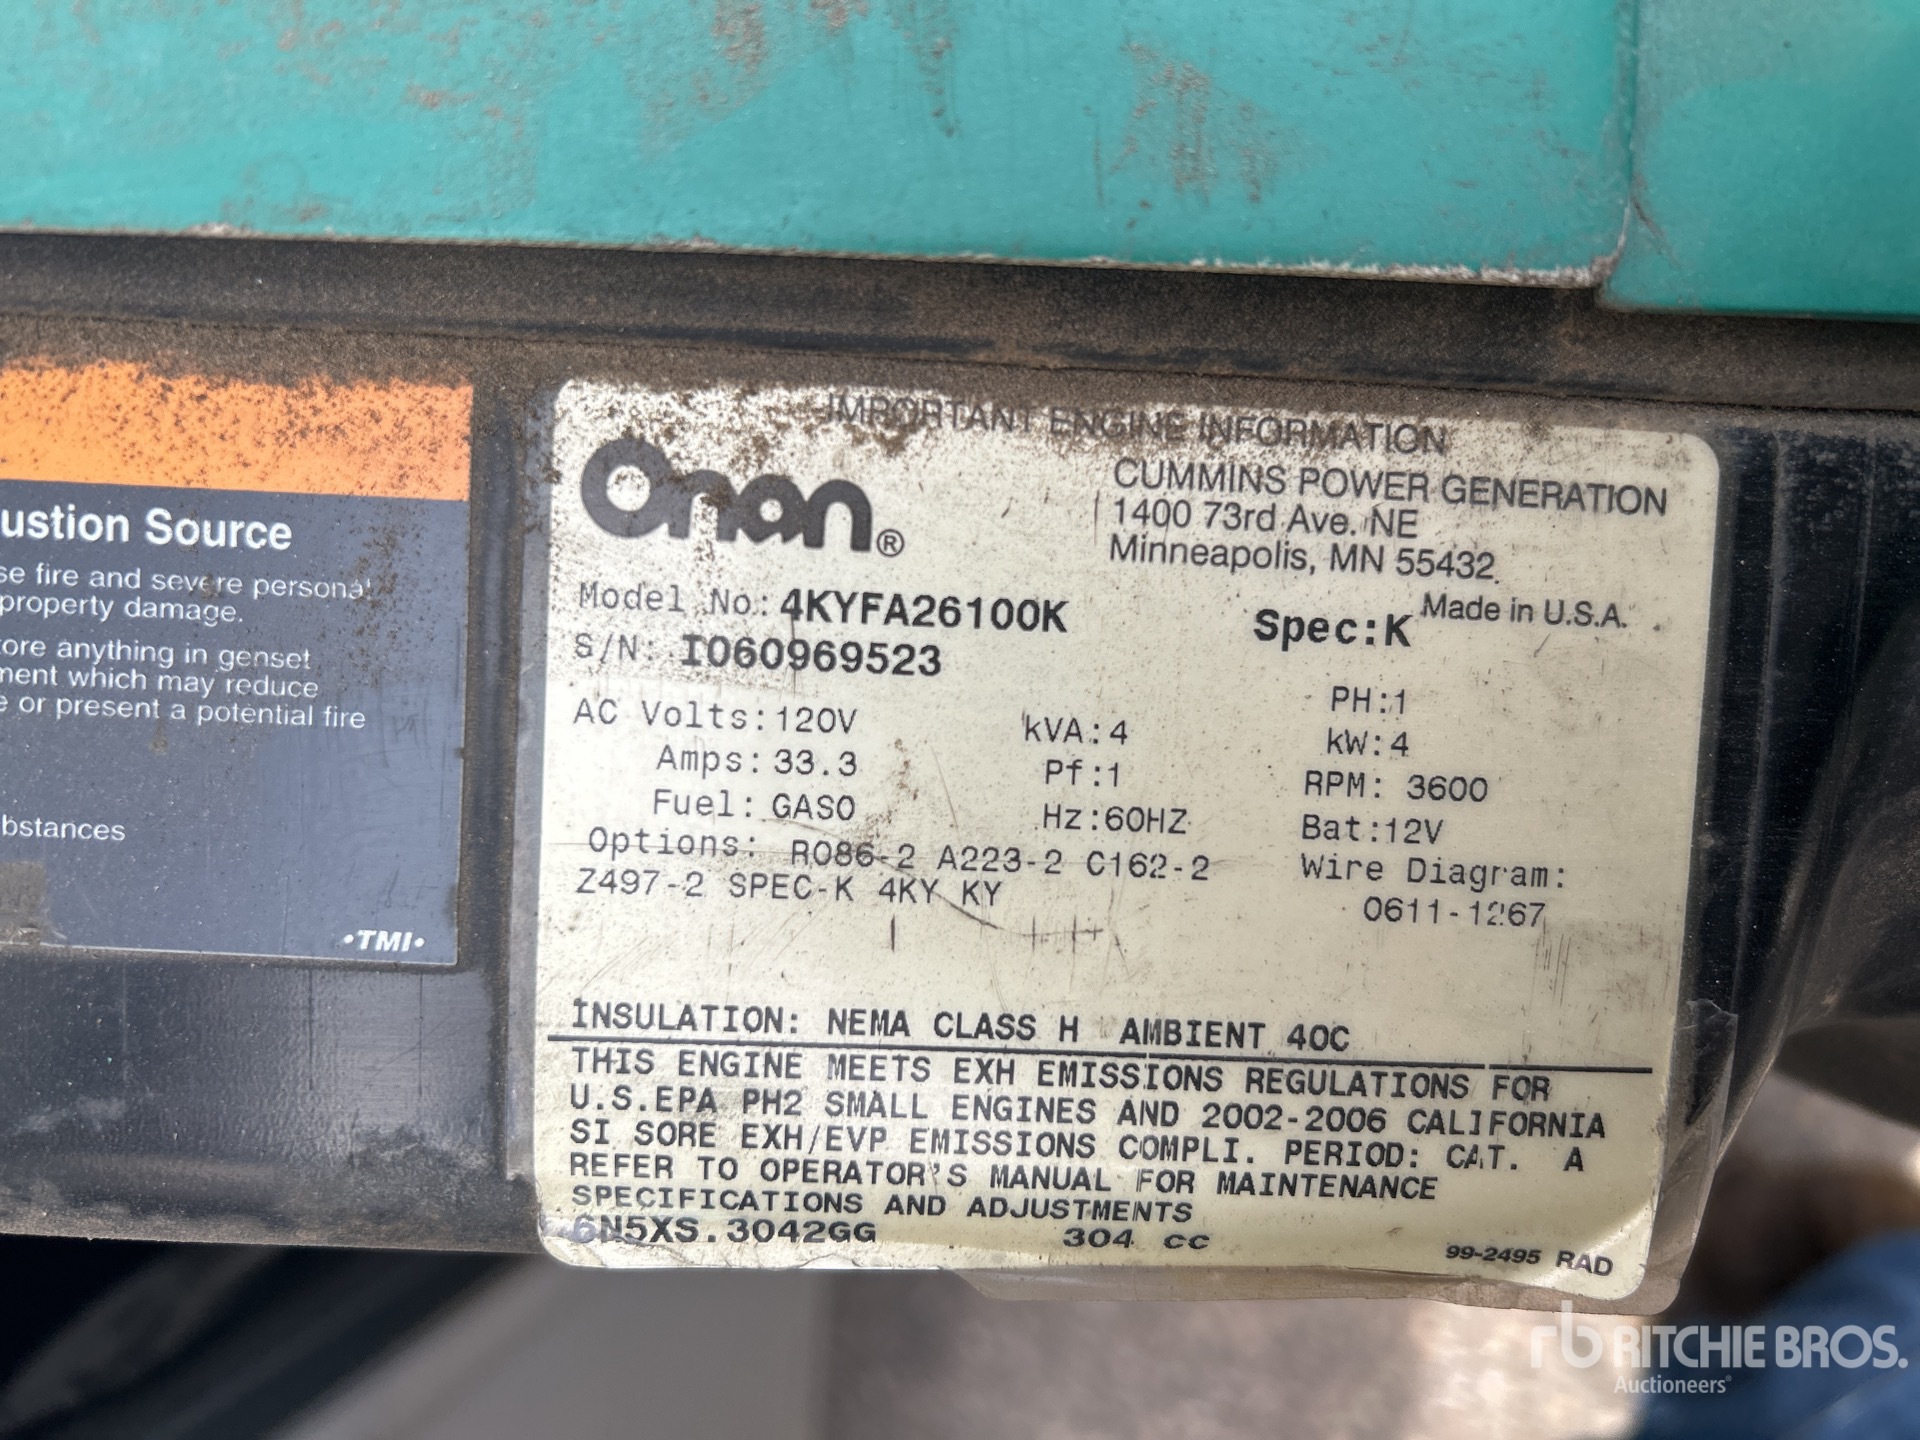 ustion Source
se fire and severe personal
property damage.
tore anything in genset
ment which may reduce
e or present a potential fire
bstances
•TMI•
IMPORTANT ENGINE INFORMATION
Onan®
CUMMINS POWER GENERATION
1400 73rd Ave. NE
Minneapolis, MN 55432
Made in U.S.A.
Model No: 4KYFA26100K
Spec:K
S/N: I060969523
AC Volts:120V kVA:4 PH:1
Amps:33.3 Pf:1 kW:4
Fuel:GASO Hz:60HZ RPM: 3600
Bat:12V
Options: R086-2 A223-2 C162-2
Z497-2 SPEC-K 4KY KY
Wire Diagram:
0611-1267
INSULATION: NEMA CLASS H AMBIENT 40C
THIS ENGINE MEETS EXH EMISSIONS REGULATIONS FOR
U.S.EPA PH2 SMALL ENGINES AND 2002-2006 CALIFORNIA
SI SORE EXH/EVP EMISSIONS COMPLI. PERIOD: CAT. A
REFER TO OPERATOR'S MANUAL FOR MAINTENANCE
SPECIFICATIONS AND ADJUSTMENTS
6N5XS.3042GG 304 cc
99-2495 RAD
rb RITCHIE BROS.
Auctioneers®